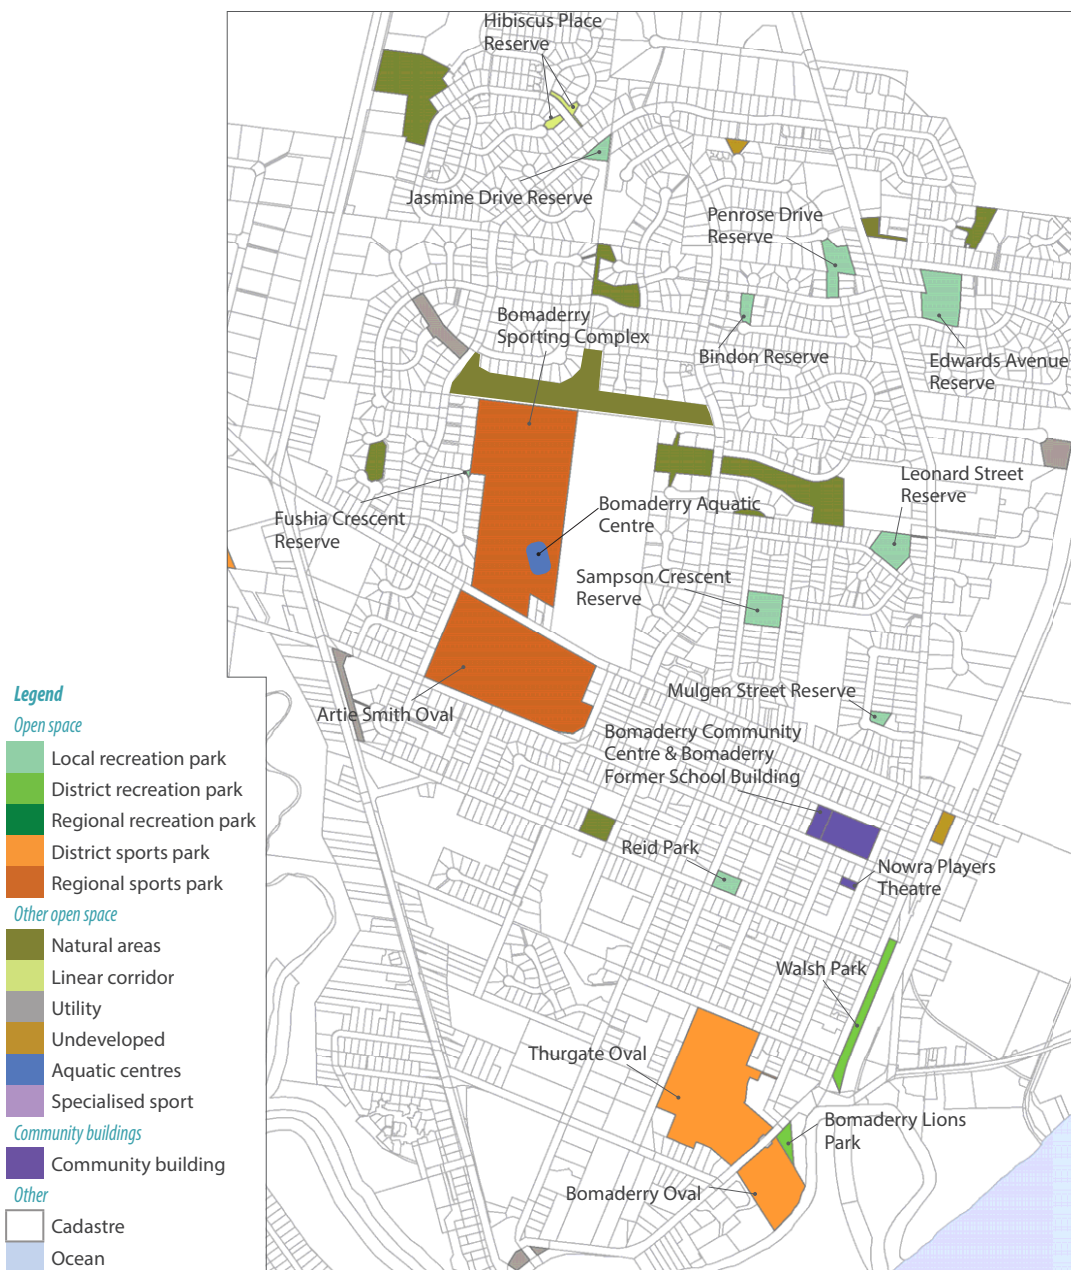 Hibiscus Place
Reserve
Jasmine Drive Reserve
Penrose Drive
Reserve
Bomaderry
Sporting Complex
Bindon Reserve
Edwards Avenue
Reserve
Leonard Street
Reserve
Bomaderry Aquatic
Centre
Fushia Crescent
Reserve
Sampson Crescent
Reserve
Mulgen Street Reserve
Artie Smith Oval
Bomaderry Community
Centre & Bomaderry
Former School Building
Reid Park
Nowra Players
Theatre
Walsh Park
Thurgate Oval
Bomaderry Lions
Park
Bomaderry Oval
Legend
Open space
Local recreation park
District recreation park
Regional recreation park
District sports park
Regional sports park
Other open space
Natural areas
Linear corridor
Utility
Undeveloped
Aquatic centres
Specialised sport
Community buildings
Community building
Other
Cadastre
Ocean